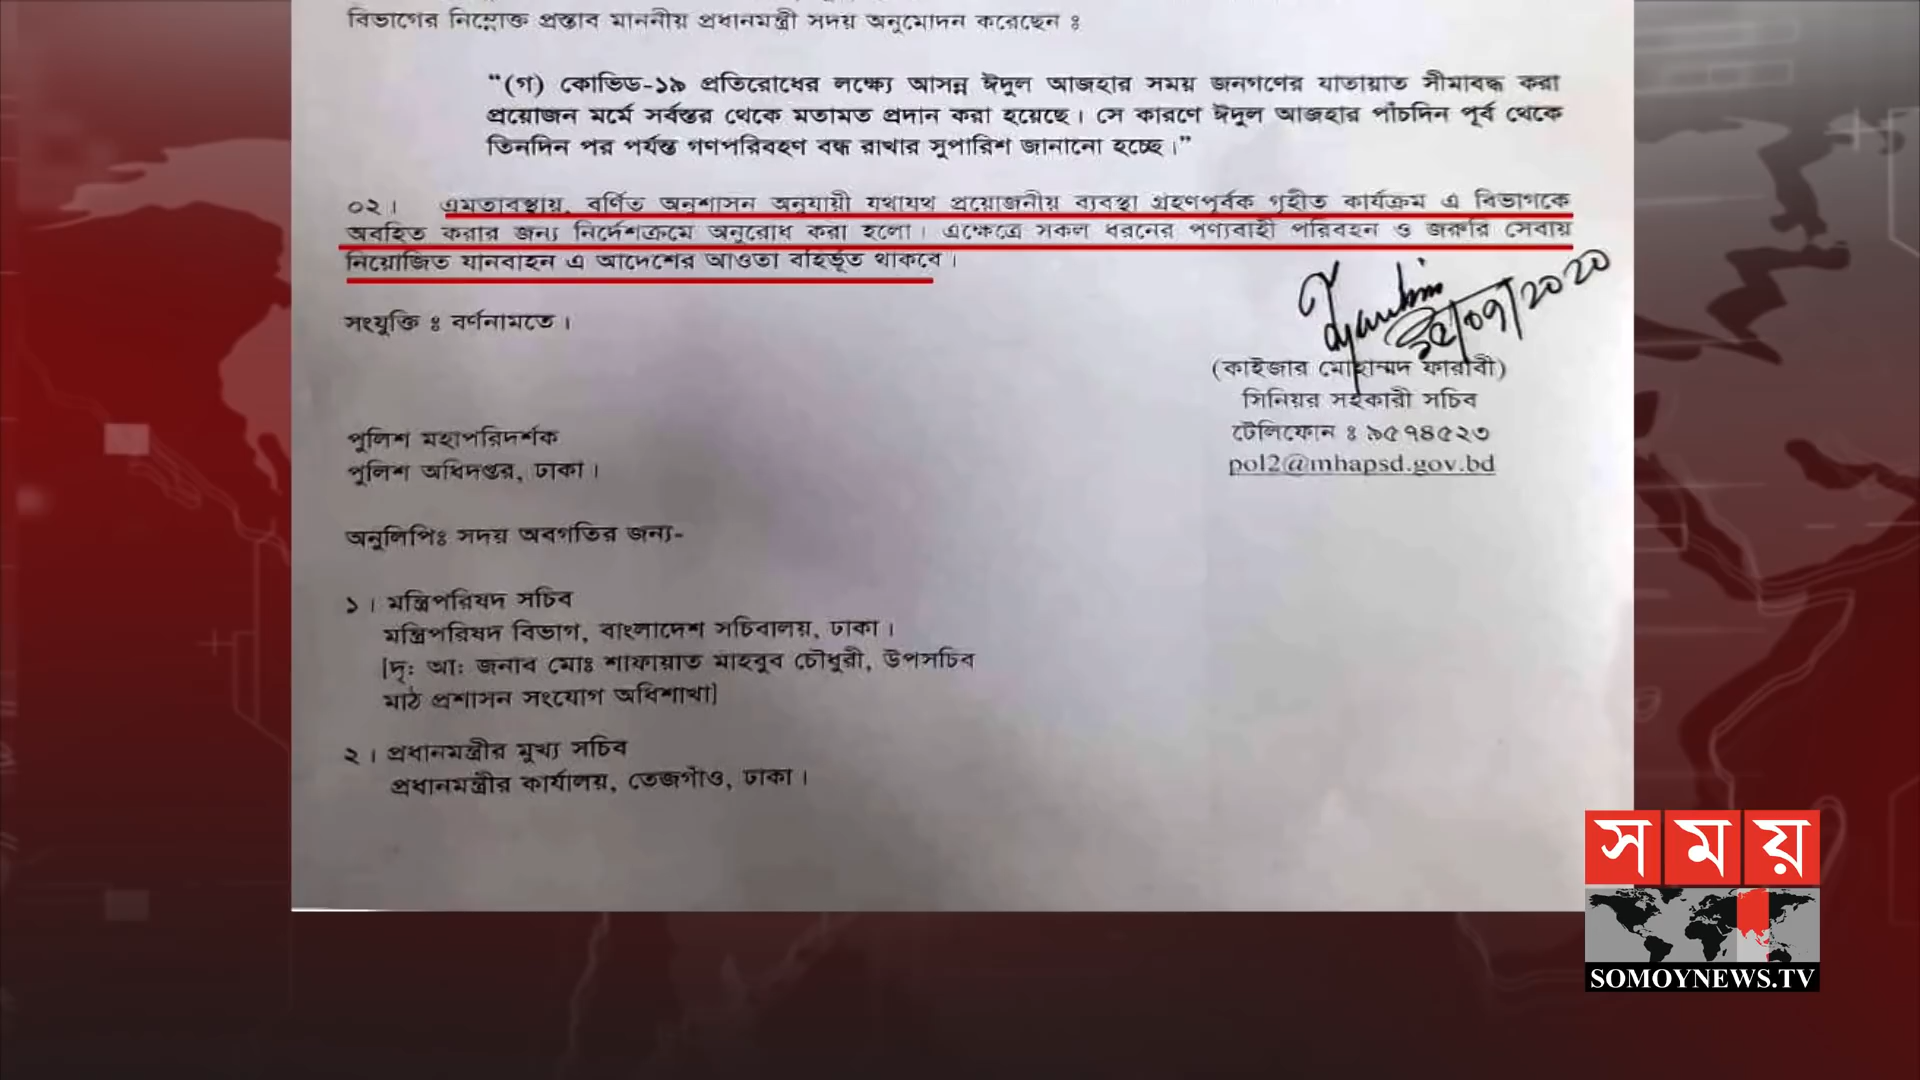 বিভাগের নিম্নোক্ত প্রস্তাব মাননীয় প্রধানমন্ত্রী সদয় অনুমোদন করেছেন ঃ
“(গ) কোভিড-১৯ প্রতিরোধের লক্ষ্যে আসন্ন ঈদুল আজহার সময় জনগণের যাতায়াত সীমাবদ্ধ করা
প্রয়োজন মর্মে সর্বস্তর থেকে মতামত প্রদান করা হয়েছে। সে কারণে ঈদুল আজহার পাঁচদিন পূর্ব থেকে
তিনদিন পর পর্যন্ত গণপরিবহণ বন্ধ রাখার সুপারিশ জানানো হচ্ছে।”
০২। এমতাবস্থায়, বর্ণিত অনুশাসন অনুযায়ী যথাযথ প্রয়োজনীয় ব্যবস্থা গ্রহণপূর্বক গৃহীত কার্যক্রম এ বিভাগকে
অবহিত করার জন্য নির্দেশক্রমে অনুরোধ করা হলো। এক্ষেত্রে সকল ধরনের পণ্যবাহী পরিবহন ও জরুরি সেবায়
নিয়োজিত যানবাহন এ আদেশের আওতা বহির্ভূত থাকবে।
সংযুক্তি ঃ বর্ণনামতে।
/০৭/২০২০
(কাইজার মোহাম্মদ ফারাবী)
সিনিয়র সহকারী সচিব
টেলিফোন ঃ ৯৫৭৪৫২৩
pol2@mhapsd.gov.bd
পুলিশ মহাপরিদর্শক
পুলিশ অধিদপ্তর, ঢাকা।
অনুলিপিঃ সদয় অবগতির জন্য-
১। মন্ত্রিপরিষদ সচিব
মন্ত্রিপরিষদ বিভাগ, বাংলাদেশ সচিবালয়, ঢাকা।
[দৃ: আ: জনাব মোঃ শাফায়াত মাহবুব চৌধুরী, উপসচিব
মাঠ প্রশাসন সংযোগ অধিশাখা]
২। প্রধানমন্ত্রীর মুখ্য সচিব
প্রধানমন্ত্রীর কার্যালয়, তেজগাঁও, ঢাকা।
সময়
SOMOYNEWS.TV